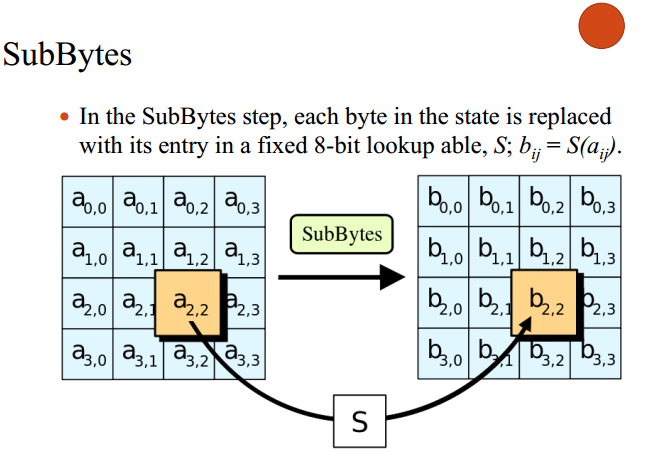 SubBytes
• In the SubBytes step, each byte in the state is replaced
with its entry in a fixed 8-bit lookup able, S; bij = S(aij).
a0,0 a0,1 a0,2 a0,3 b0,0 b0,1 b0,2 b0,3
SubBytes
a1,0 a1,1 a1,2 a1,3 b1,0 b1,1 b1,2 b1,3
a2,0 a2,1 a2,2 a2,3 b2,0 b2,1 b2,2 b2,3
a3,0 a3,1 a3,2 a3,3 b3,0 b3,1 b3,2 b3,3
S